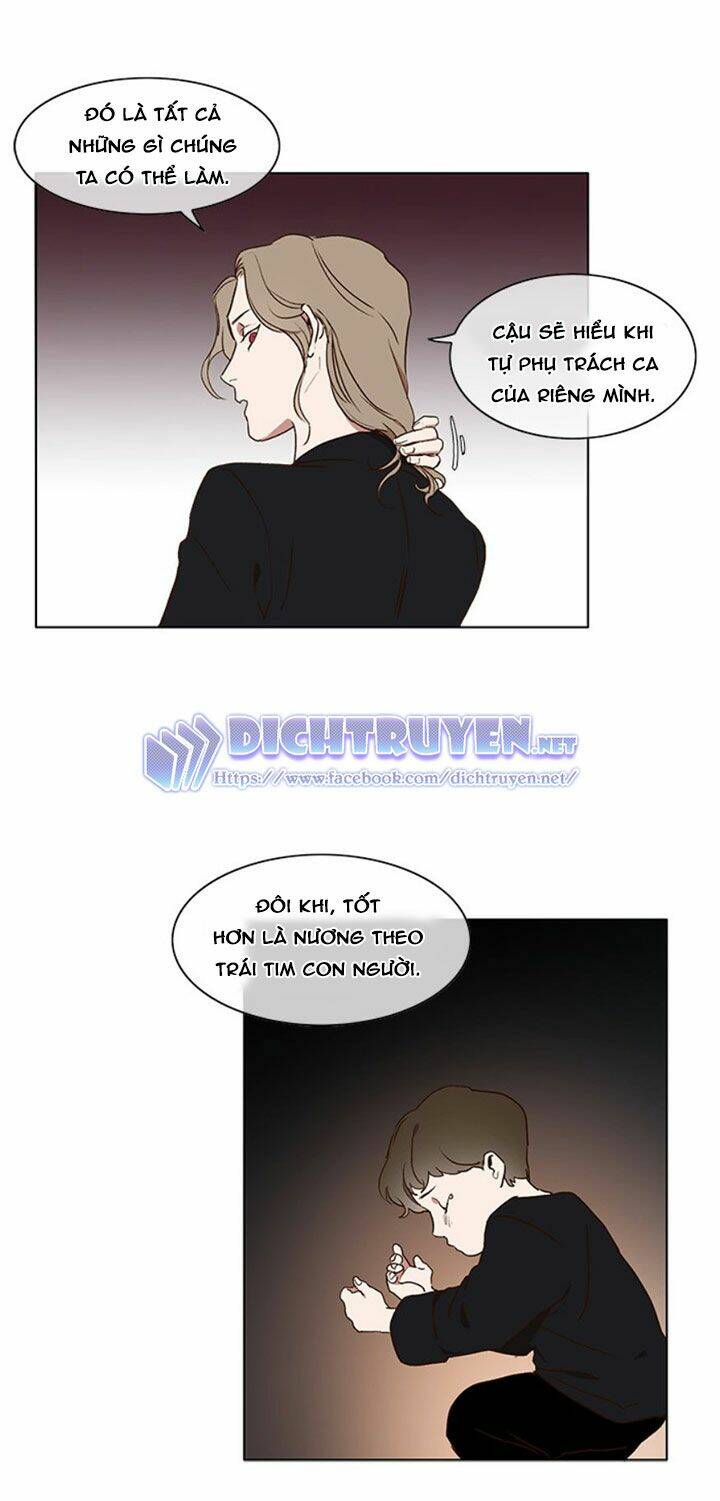 ĐÓ LÀ TẤT CẢ
NHỮNG GÌ CHÚNG
TA CÓ THỂ LÀM.
CẬU SẼ HIỂU KHI
TỰ PHỤ TRÁCH CA
CỦA RIÊNG MÌNH.
DICHTRUYEN.NET
Https://www.facebook.com/dichtruyen.net/
ĐÔI KHI, TỐT
HƠN LÀ NƯƠNG THEO
TRÁI TIM CON NGƯỜI.